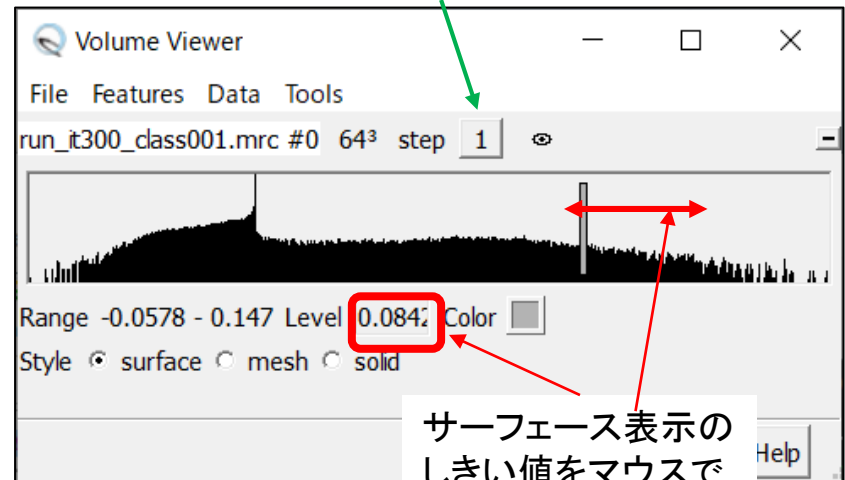 Volume Viewer
File Features Data Tools
run_it300_class001.mrc #0 64³ step 1
Range -0.0578 - 0.147 Level 0.0842 Color
Style surface mesh solid
サーフェース表示の
しきい値をマウスで
Help